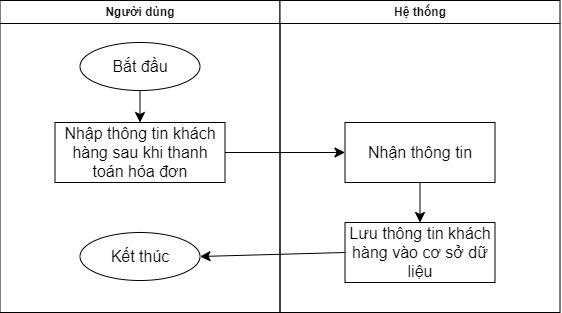 Người dùng
Hệ thống
Bắt đầu
Nhập thông tin khách
hàng sau khi thanh
toán hóa đơn
Nhận thông tin
Lưu thông tin khách
hàng vào cơ sở dữ
liệu
Kết thúc